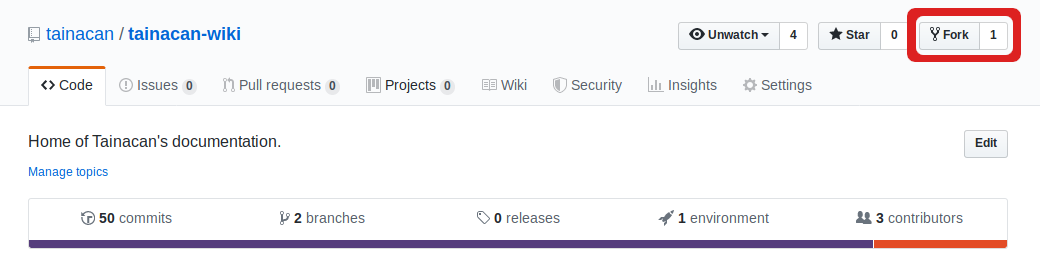 tainacan / tainacan-wiki
Unwatch 4 Star 0 Fork 1
Code Issues 0 Pull requests 0 Projects 0 Wiki Security Insights Settings
Home of Tainacan's documentation. Edit
Manage topics
50 commits 2 branches 0 releases 1 environment 3 contributors